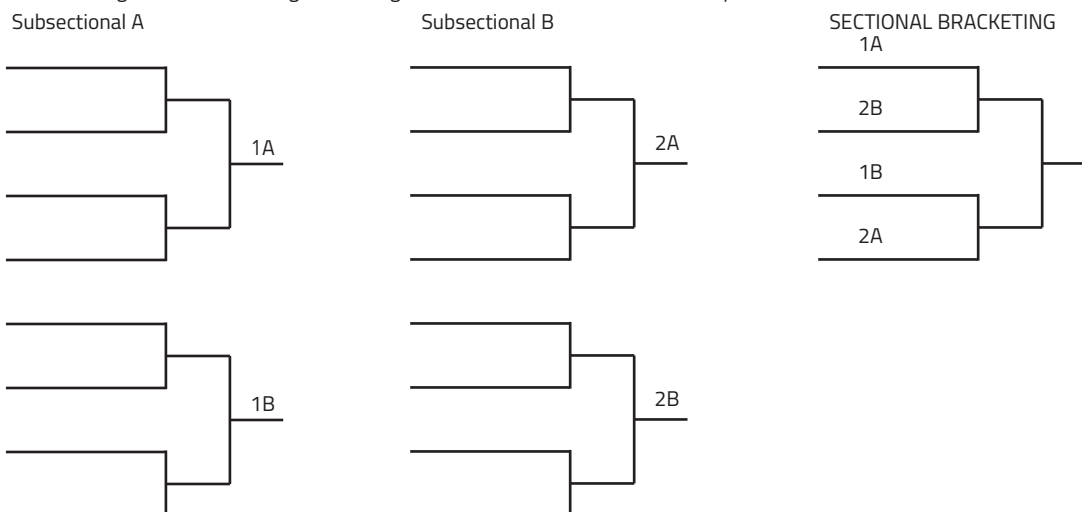 Subsectional A
Subsectional B
SECTIONAL BRACKETING
1A
2B
1A
2A
1B
2A
1B
2B